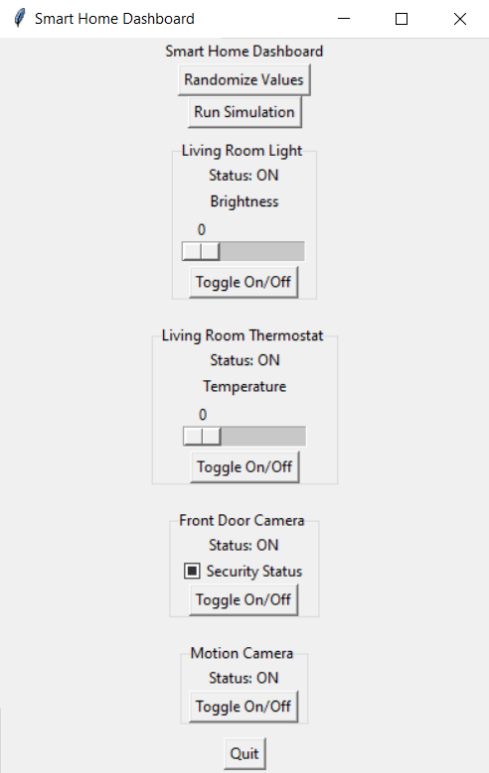 Smart Home Dashboard
Smart Home Dashboard
Randomize Values
Run Simulation
Living Room Light
Status: ON
Brightness
0
Toggle On/Off
Living Room Thermostat
Status: ON
Temperature
0
Toggle On/Off
Front Door Camera
Status: ON
Security Status
Toggle On/Off
Motion Camera
Status: ON
Toggle On/Off
Quit